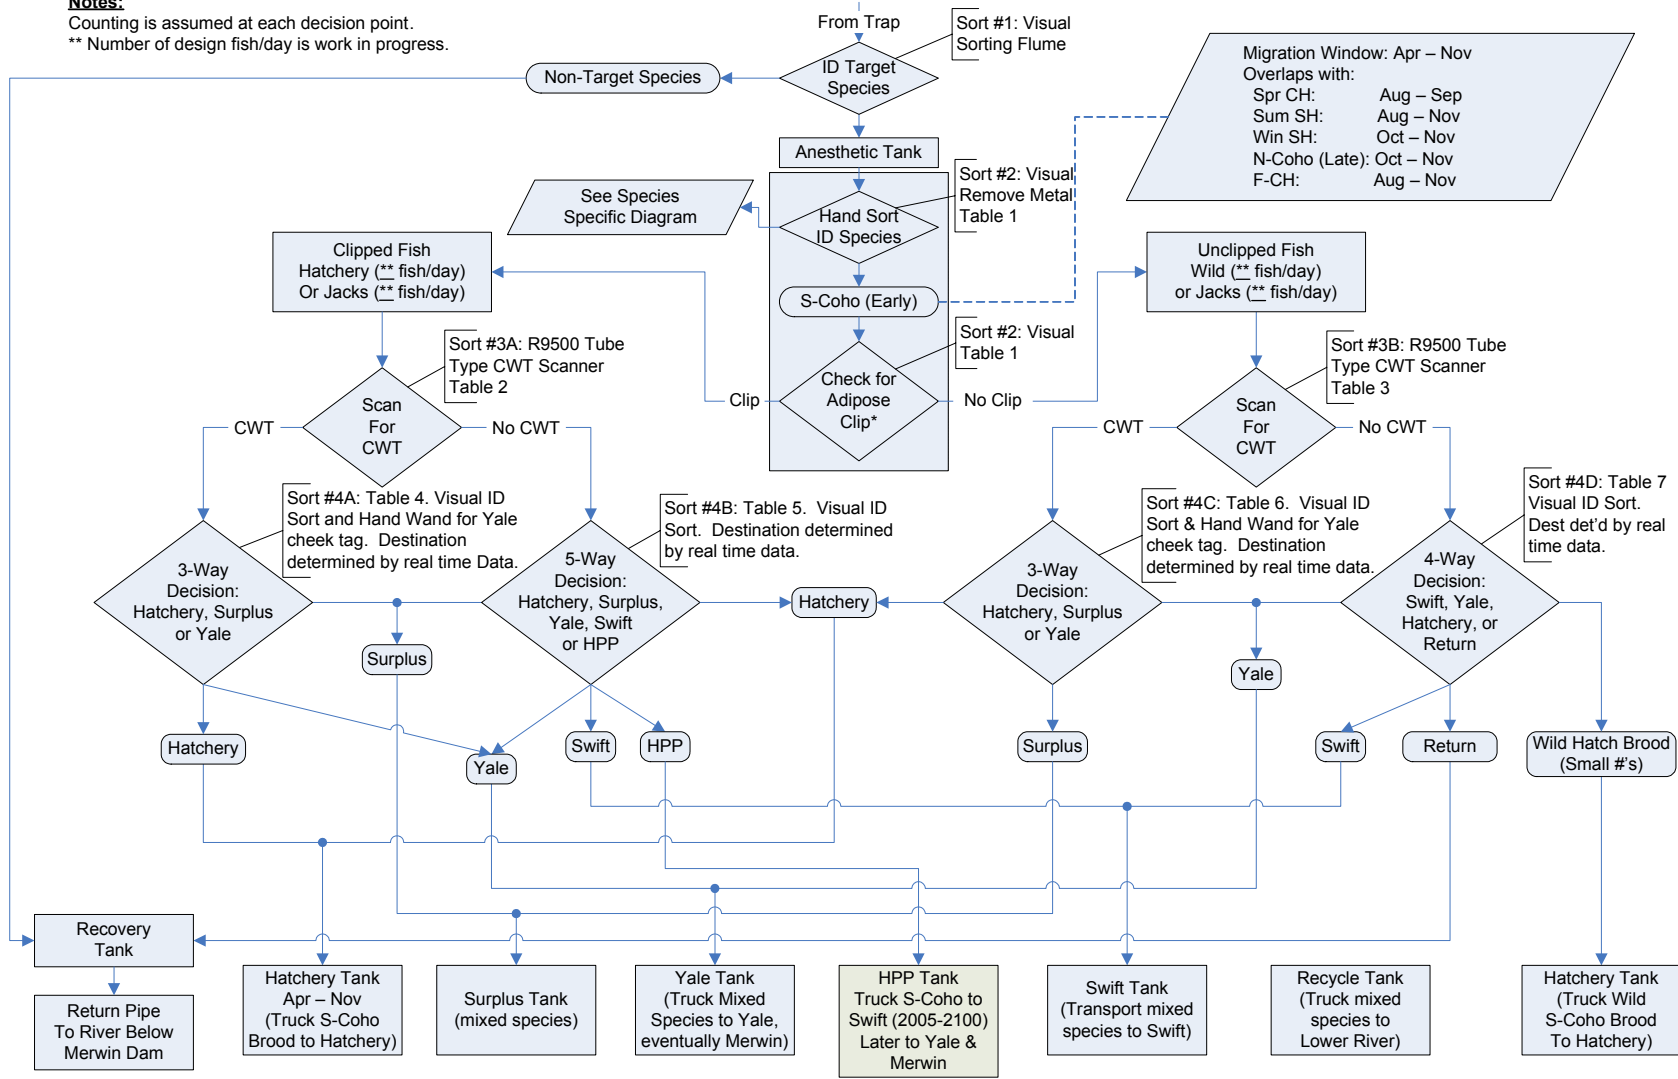 Notes:
Counting is assumed at each decision point.
** Number of design fish/day is work in progress.
From Trap
Sort #1: Visual
Sorting Flume
ID Target
Species
Non-Target Species
Migration Window: Apr – Nov
Overlaps with:
Spr CH: Aug – Sep
Sum SH: Aug – Nov
Win SH: Oct – Nov
N-Coho (Late): Oct – Nov
F-CH: Aug – Nov
Anesthetic Tank
Sort #2: Visual
Remove Metal
Table 1
See Species
Specific Diagram
Hand Sort
ID Species
Clipped Fish
Hatchery (** fish/day)
Or Jacks (** fish/day)
Unclipped Fish
Wild (** fish/day)
or Jacks (** fish/day)
S-Coho (Early)
Sort #2: Visual
Table 1
Check for
Adipose
Clip*
Clip
No Clip
Sort #3A: R9500 Tube
Type CWT Scanner
Table 2
Scan
For
CWT
CWT
No CWT
Sort #3B: R9500 Tube
Type CWT Scanner
Table 3
Scan
For
CWT
CWT
No CWT
Sort #4A: Table 4. Visual ID
Sort and Hand Wand for Yale
cheek tag. Destination
determined by real time Data.
Sort #4B: Table 5. Visual ID
Sort. Destination determined
by real time data.
Sort #4C: Table 6. Visual ID
Sort & Hand Wand for Yale
cheek tag. Destination
determined by real time data.
Sort #4D: Table 7
Visual ID Sort.
Dest det'd by real
time data.
3-Way
Decision:
Hatchery, Surplus
or Yale
5-Way
Decision:
Hatchery, Surplus,
Yale, Swift
or HPP
Hatchery
3-Way
Decision:
Hatchery, Surplus
or Yale
4-Way
Decision:
Swift, Yale,
Hatchery, or
Return
Surplus
Yale
Hatchery
Yale
Swift
HPP
Surplus
Swift
Return
Wild Hatch Brood
(Small #'s)
Recovery
Tank
Return Pipe
To River Below
Merwin Dam
Hatchery Tank
Apr – Nov
(Truck S-Coho
Brood to Hatchery)
Surplus Tank
(mixed species)
Yale Tank
(Truck Mixed
Species to Yale,
eventually Merwin)
HPP Tank
Truck S-Coho to
Swift (2005-2100)
Later to Yale &
Merwin
Swift Tank
(Transport mixed
species to Swift)
Recycle Tank
(Truck mixed
species to
Lower River)
Hatchery Tank
(Truck Wild
S-Coho Brood
To Hatchery)